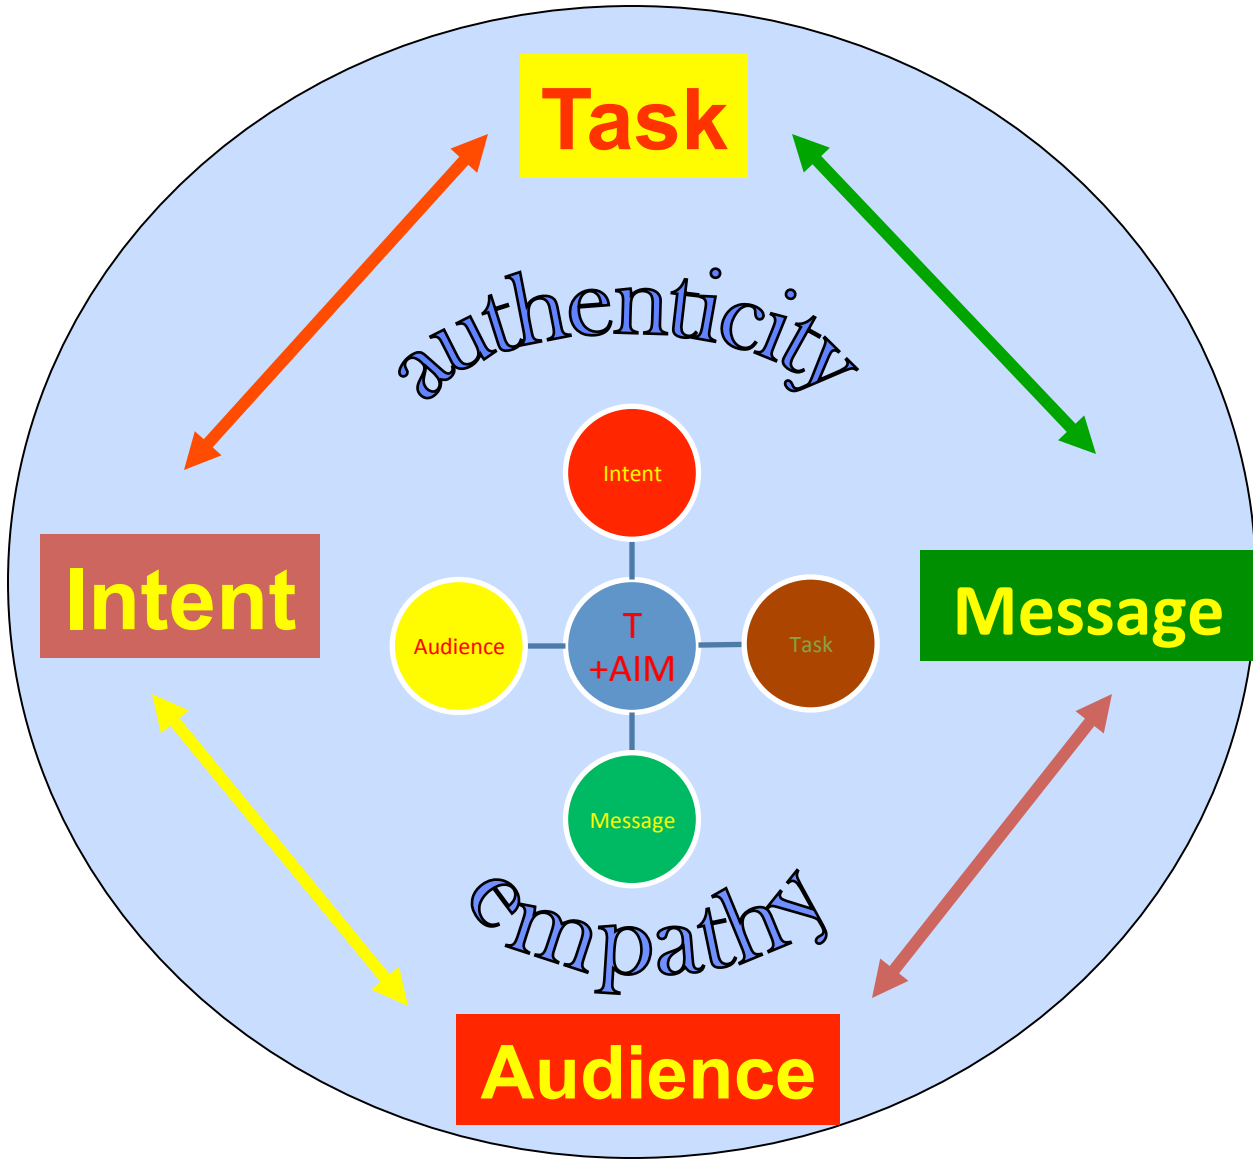 Task
authenticity
Intent
Intent
Message
Audience
T
+AIM
Task
Message
empathy
Audience